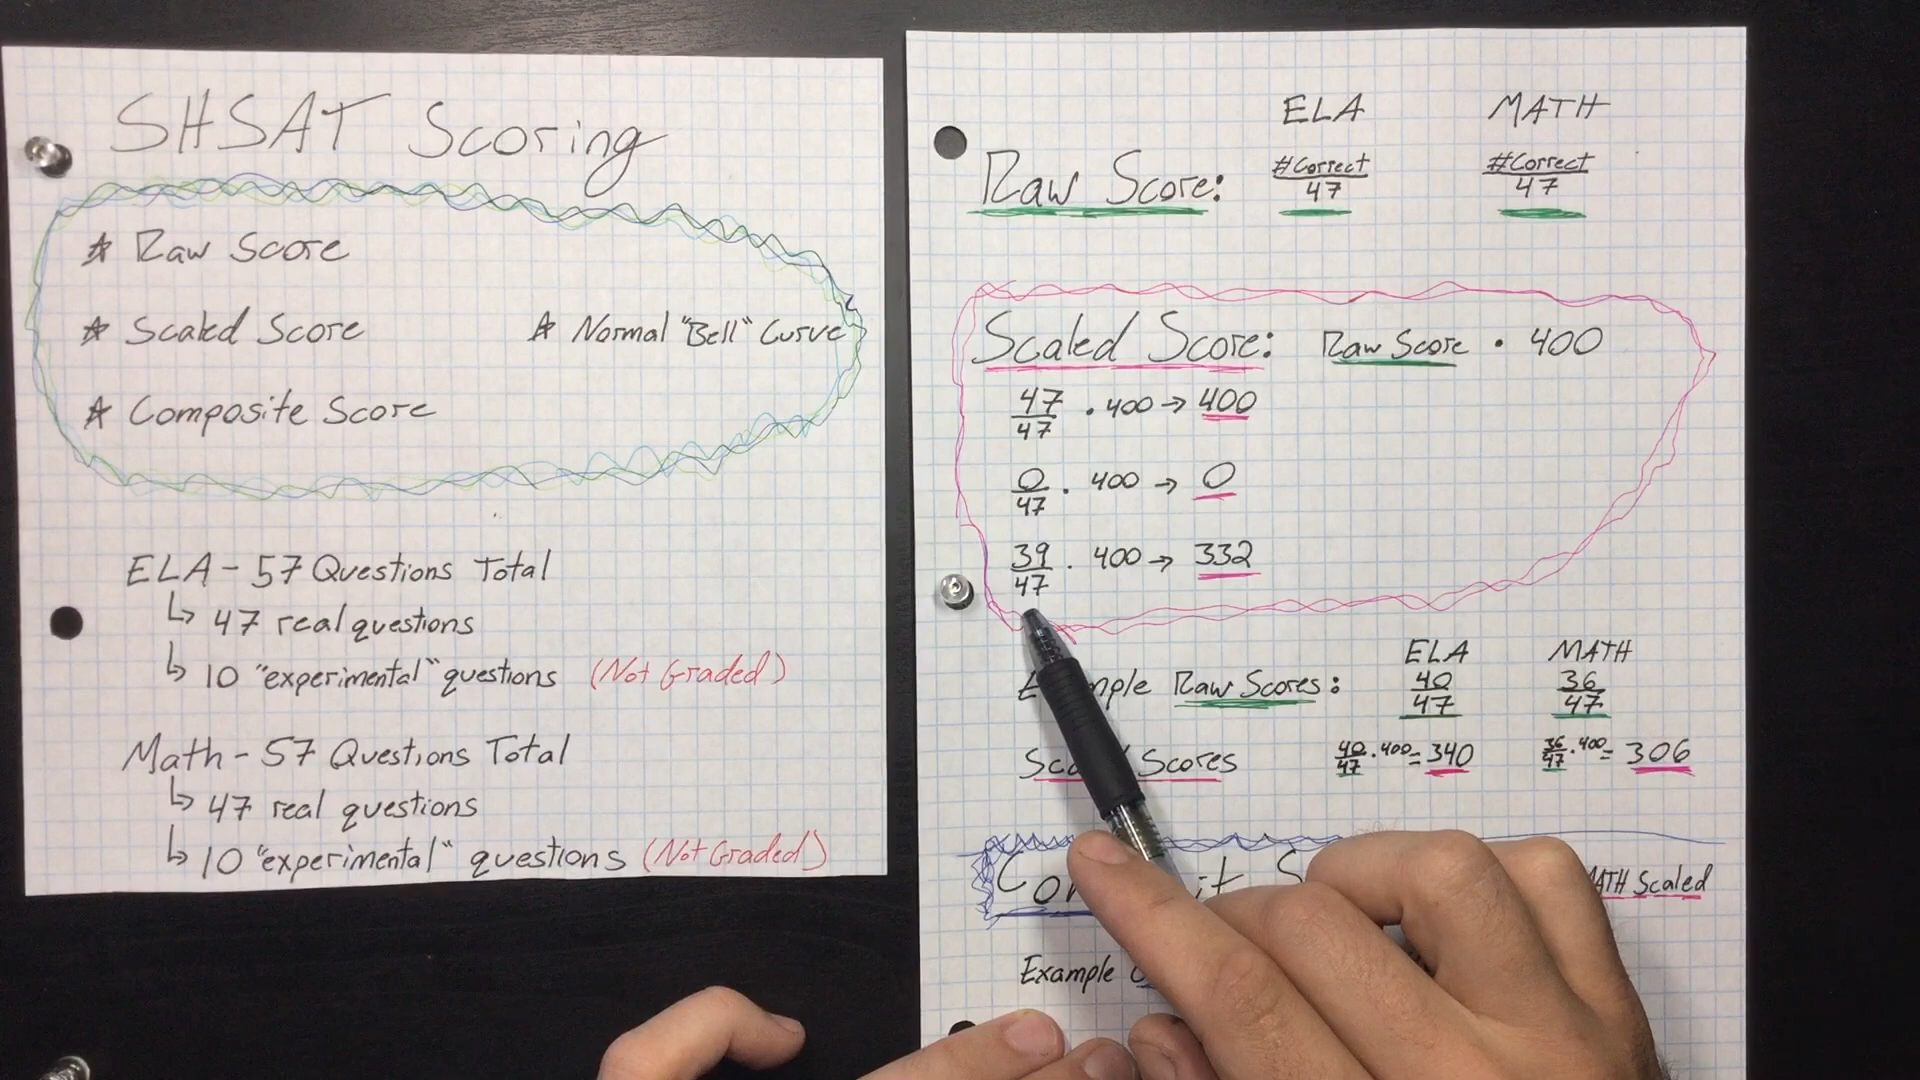 SHSAT Scoring
* Raw Score
* Scaled Score * Normal "Bell" Curve
* Composite Score
ELA - 57 Questions Total
↳ 47 real questions
↳ 10 "experimental" questions (Not Graded)
Math - 57 Questions Total
↳ 47 real questions
↳ 10 "experimental" questions (Not Graded)
ELA MATH
Raw Score: #Correct/47 #Correct/47
Scaled Score: Raw Score · 400
47/47 · 400 → 400
0/47 · 400 → 0
39/47 · 400 → 332
ELA MATH
Raw Scores: 40/47 36/47
Scores 40/47 · 400 = 340 36/47 · 400 = 306
Scaled
Example